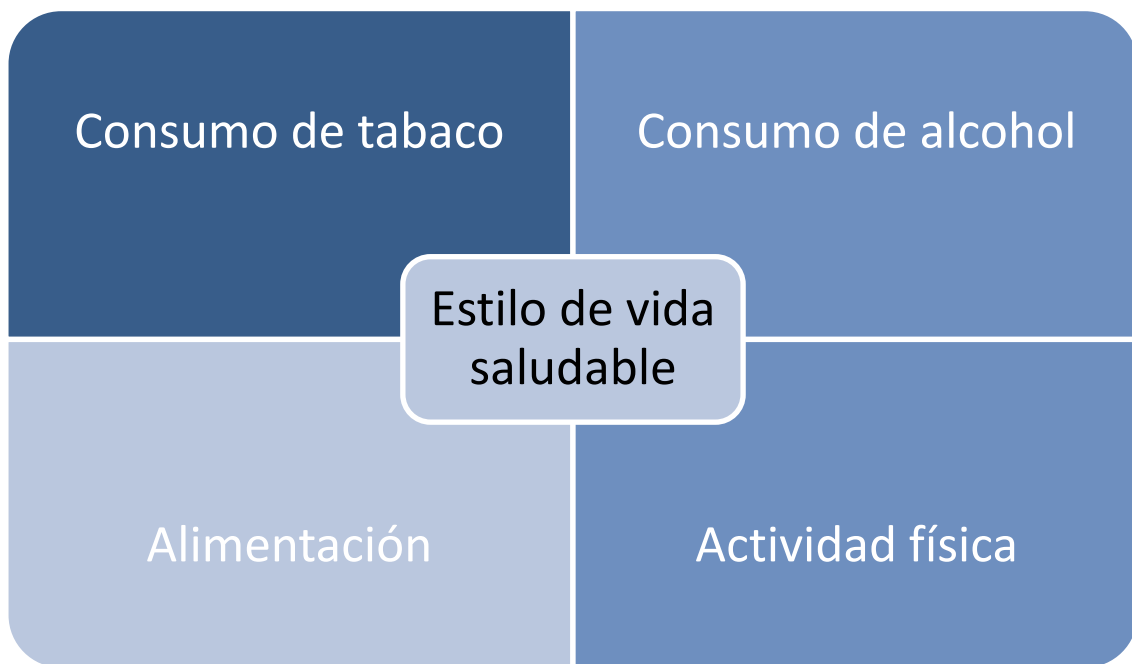 Consumo de tabaco
Consumo de alcohol
Estilo de vida
saludable
Alimentación
Actividad física